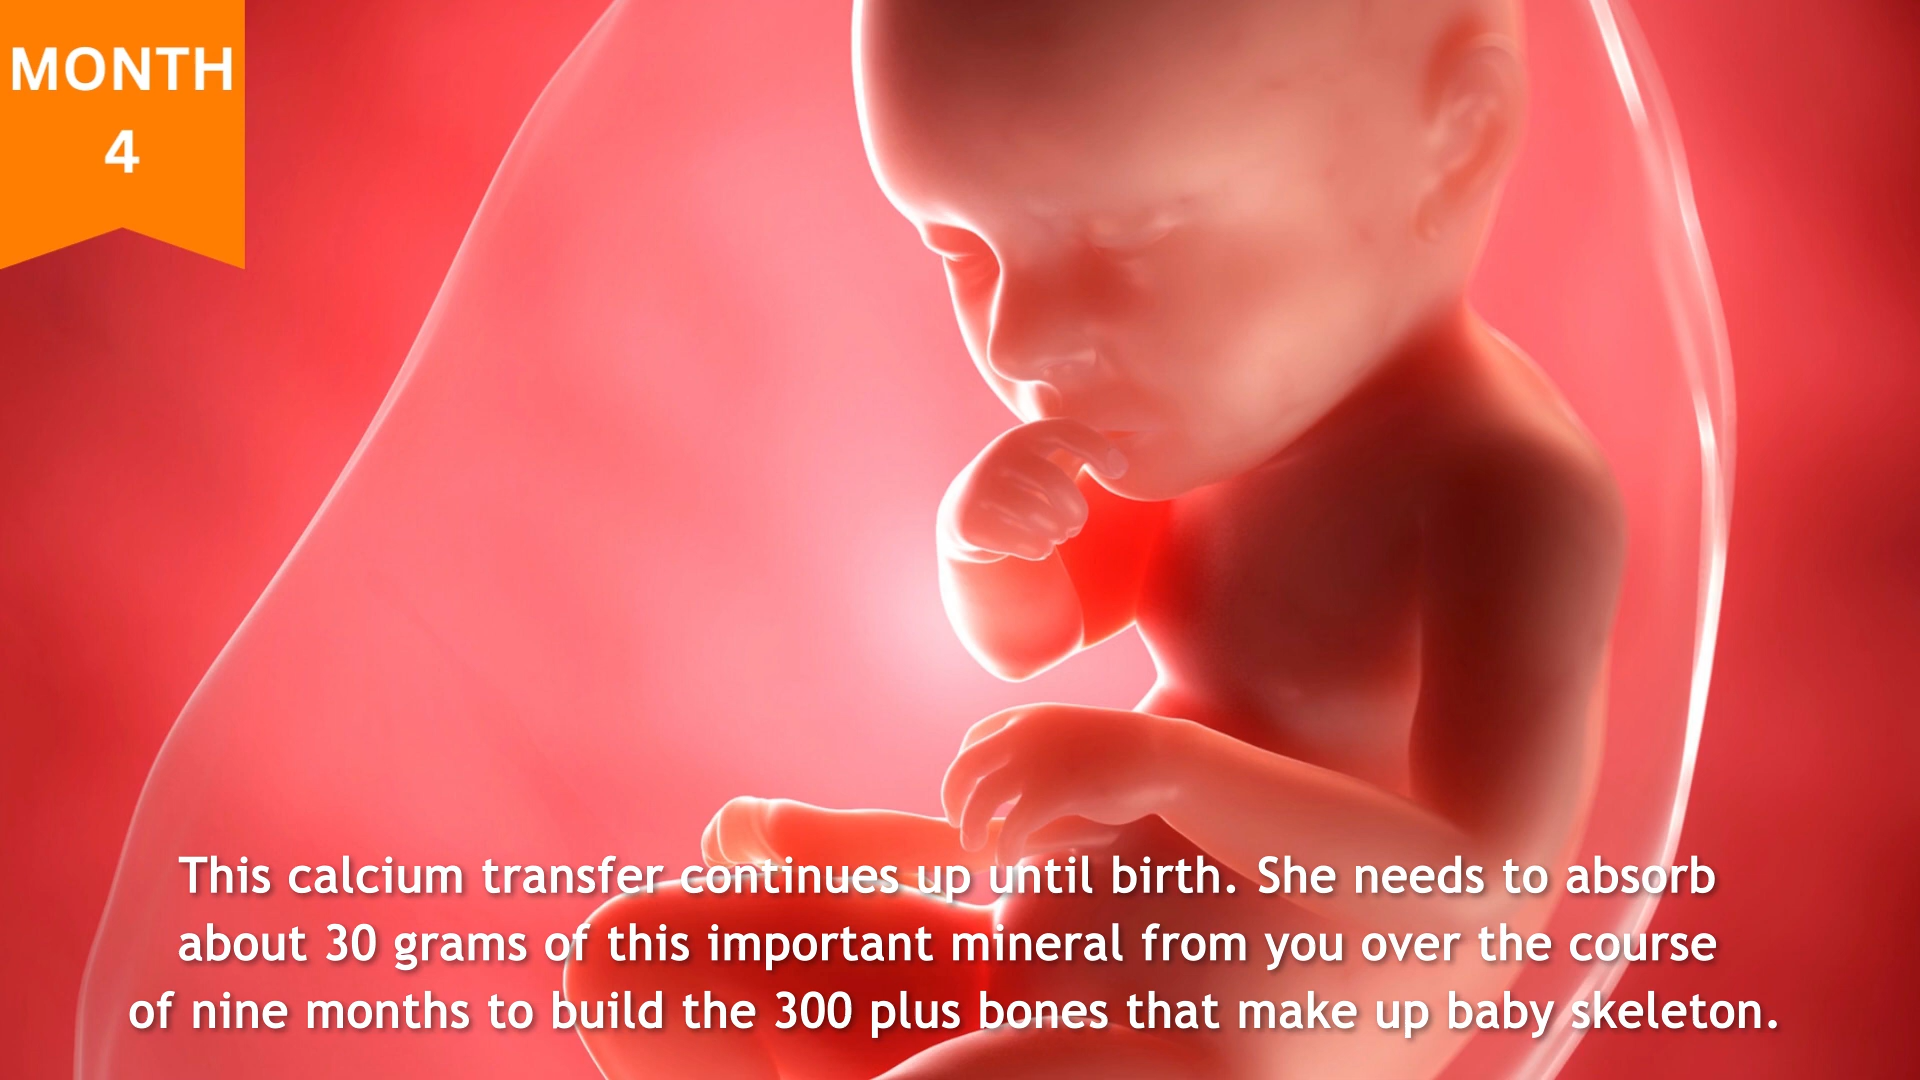 MONTH
4
This calcium transfer continues up until birth. She needs to absorb
about 30 grams of this important mineral from you over the course
of nine months to build the 300 plus bones that make up baby skeleton.